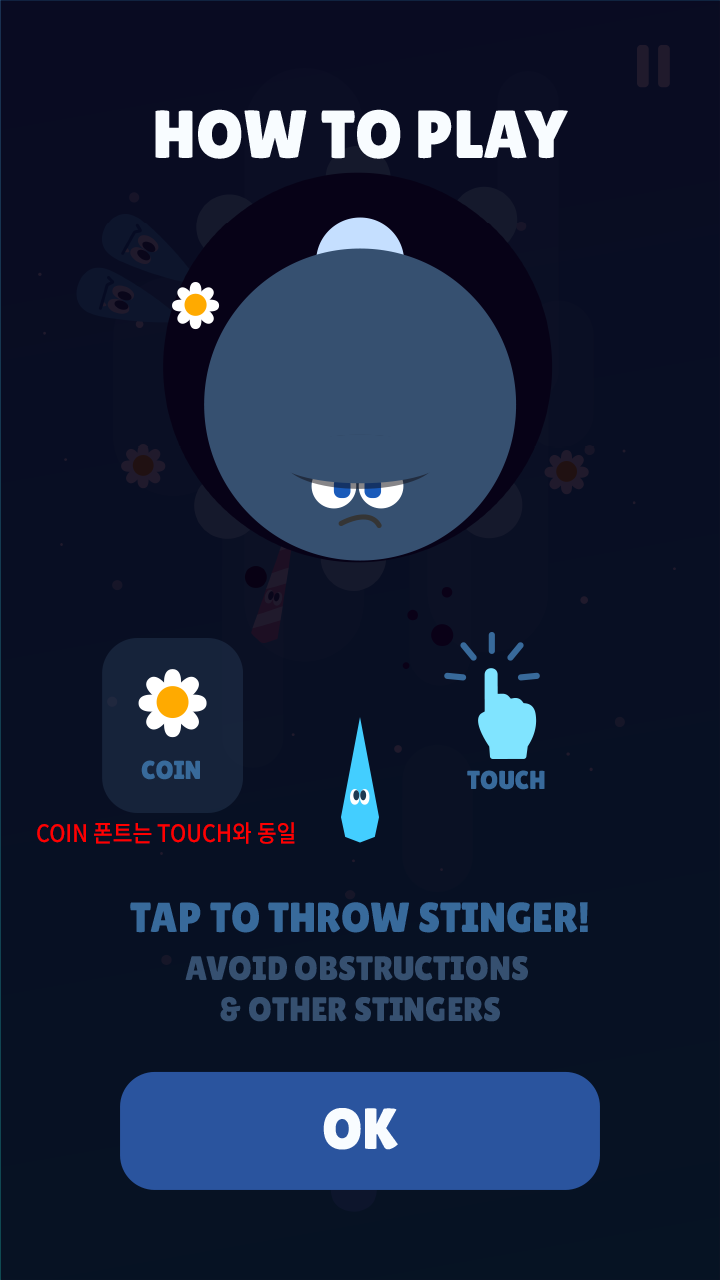 HOW TO PLAY
COIN
TOUCH
COIN 폰트는 TOUCH와 동일
TAP TO THROW STINGER!
AVOID OBSTRUCTIONS
& OTHER STINGERS
OK